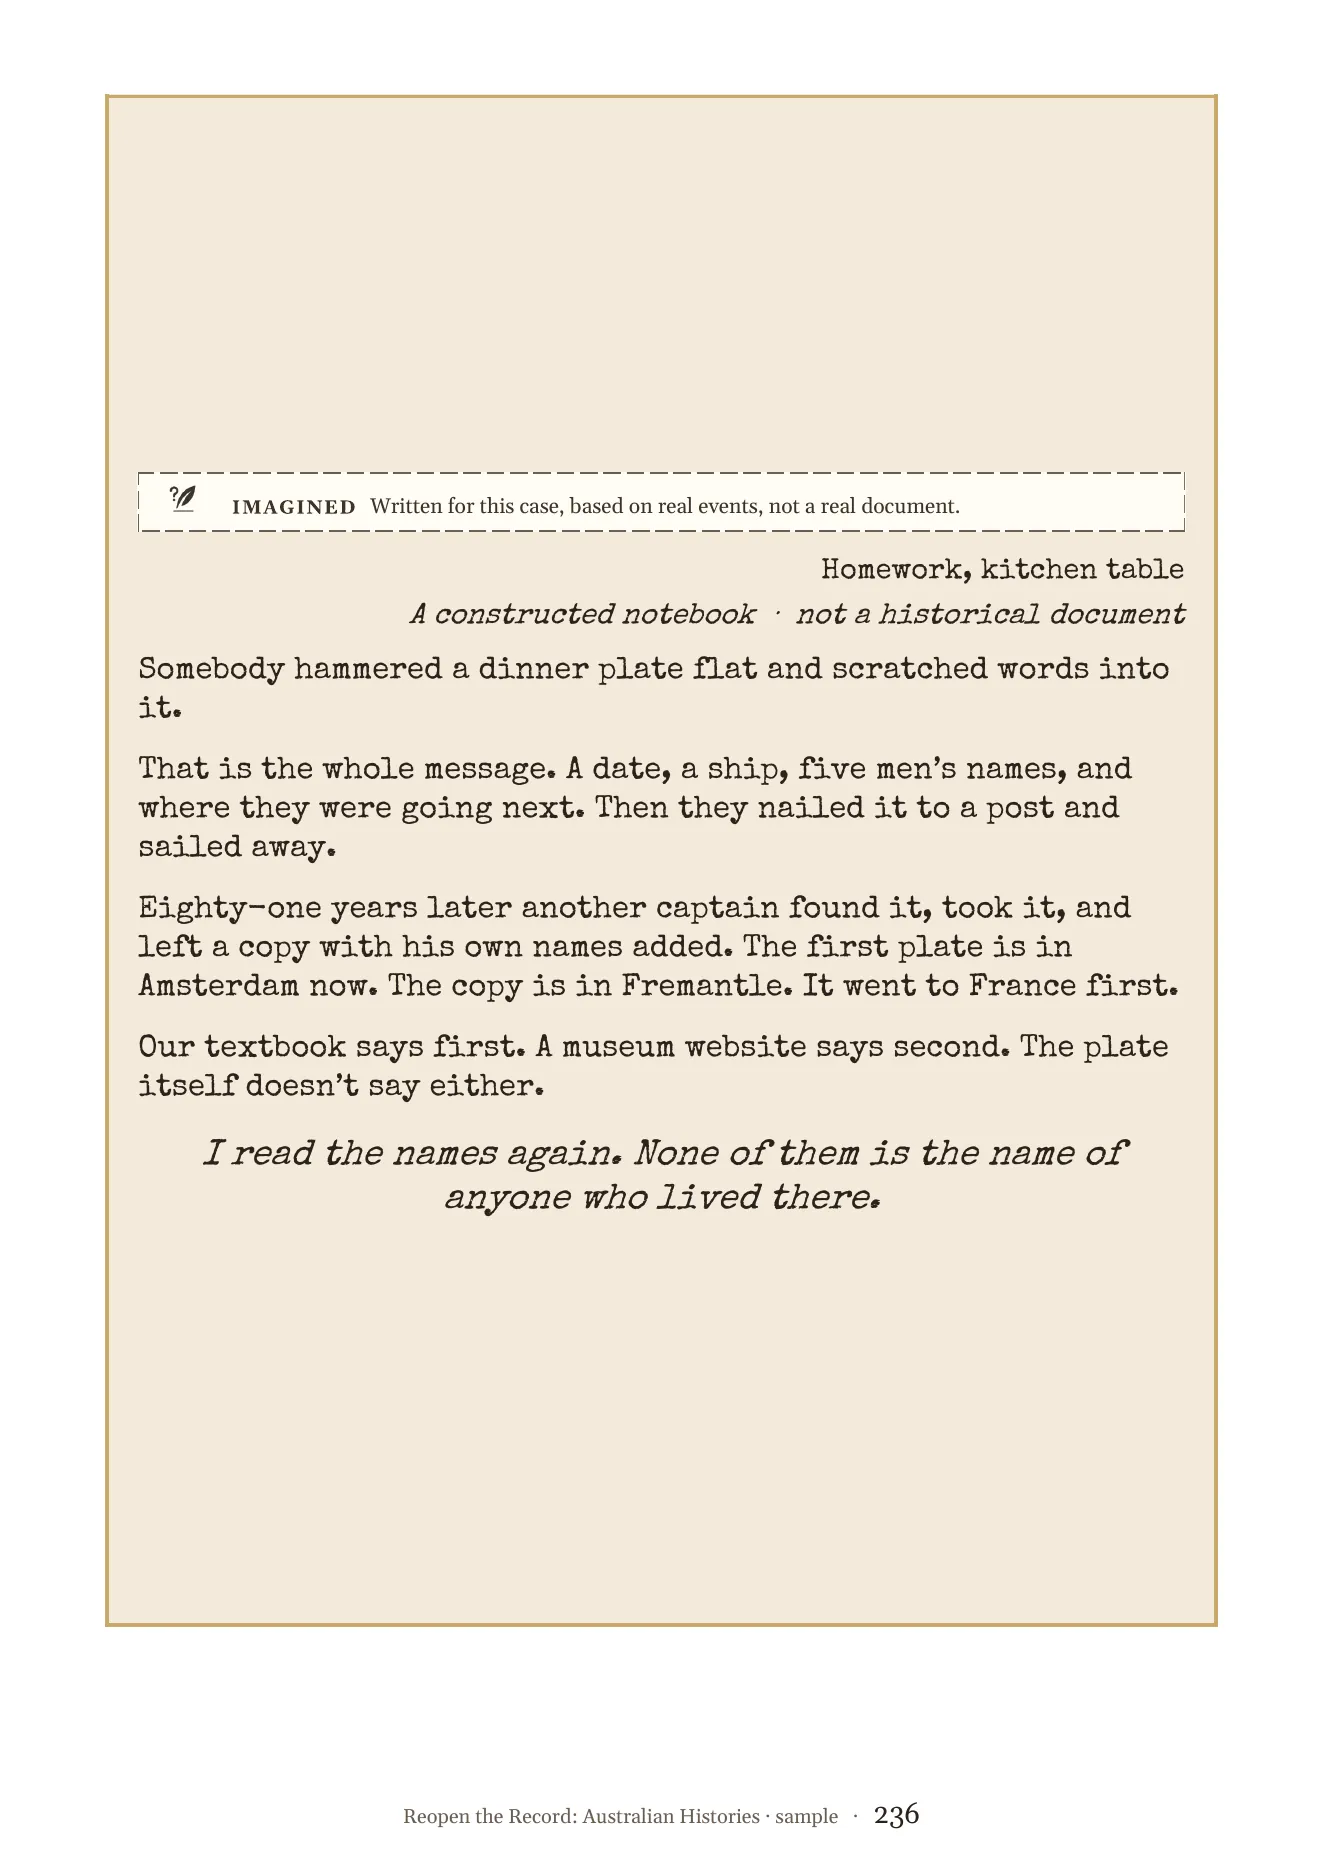 IMAGINED Written for this case, based on real events, not a real document.
Homework, kitchen table
A constructed notebook · not a historical document
Somebody hammered a dinner plate flat and scratched words into
it.
That is the whole message. A date, a ship, five men’s names, and
where they were going next. Then they nailed it to a post and
sailed away.
Eighty-one years later another captain found it, took it, and
left a copy with his own names added. The first plate is in
Amsterdam now. The copy is in Fremantle. It went to France first.
Our textbook says first. A museum website says second. The plate
itself doesn’t say either.
I read the names again. None of them is the name of
anyone who lived there.
Reopen the Record: Australian Histories · sample · 236